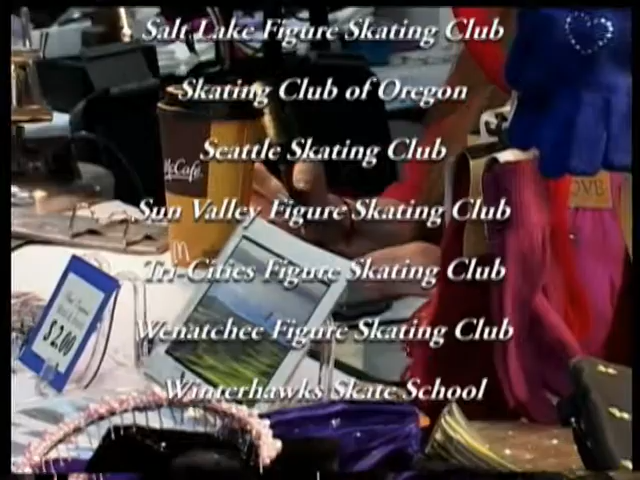 Salt Lake Figure Skating Club
Skating Club of Oregon
Seattle Skating Club
McCafé
Sun Valley Figure Skating Club
LOVE
Tri-Cities Figure Skating Club
$2.00
Wenatchee Figure Skating Club
Winterhawks Skate School